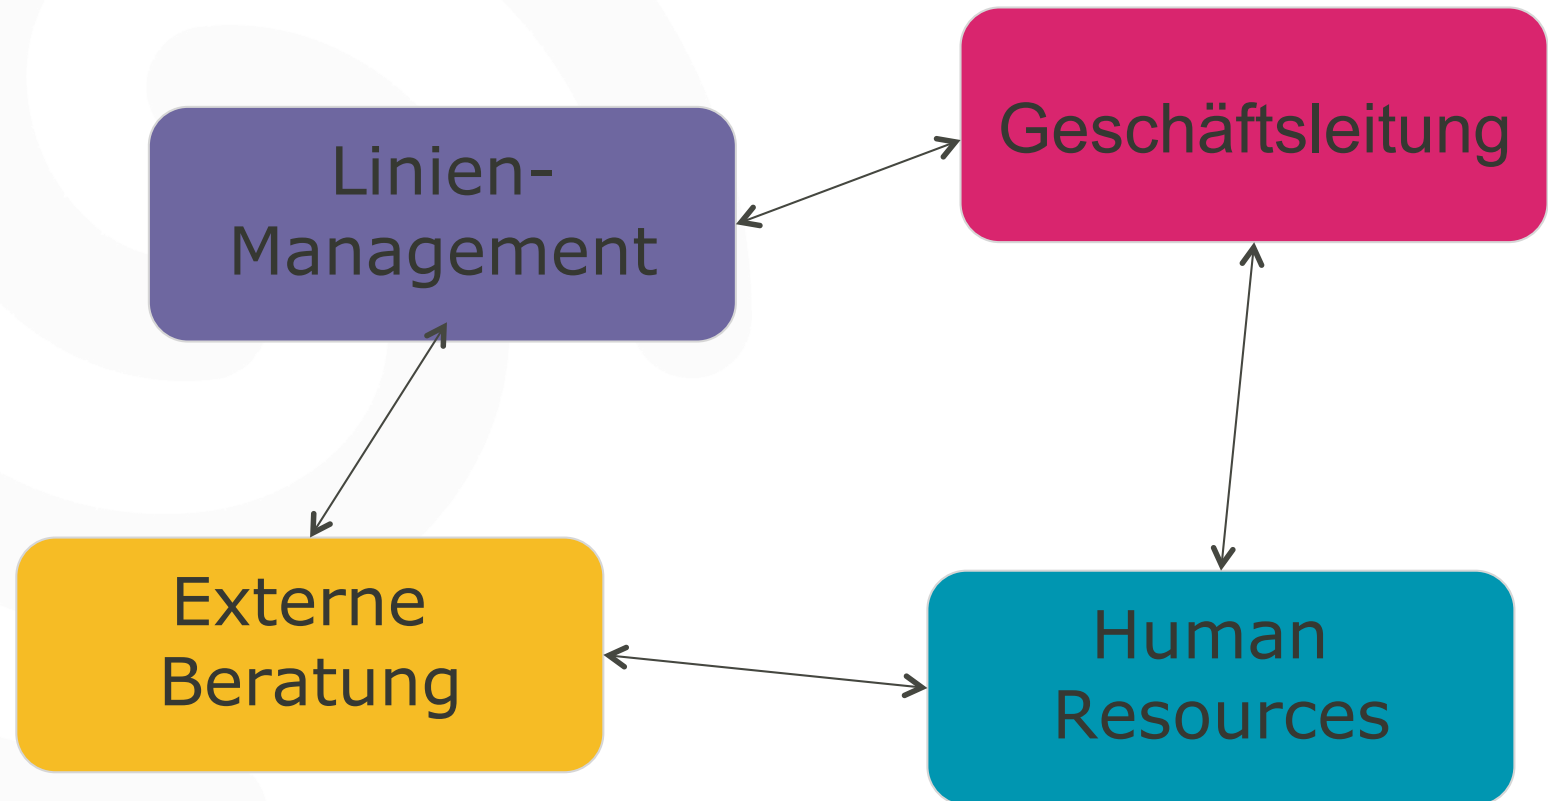 Linien-
Management
Geschäftsleitung
Externe
Beratung
Human
Resources